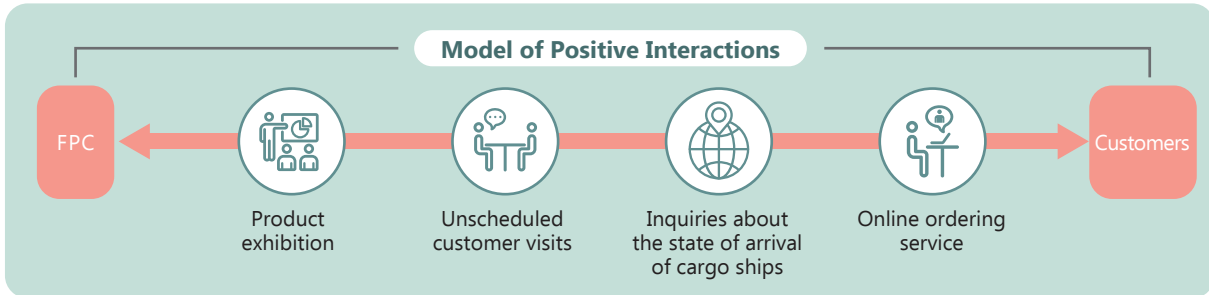 Model of Positive Interactions
FPC
Customers
Product
exhibition
Unscheduled
customer visits
Inquiries about
the state of arrival
of cargo ships
Online ordering
service